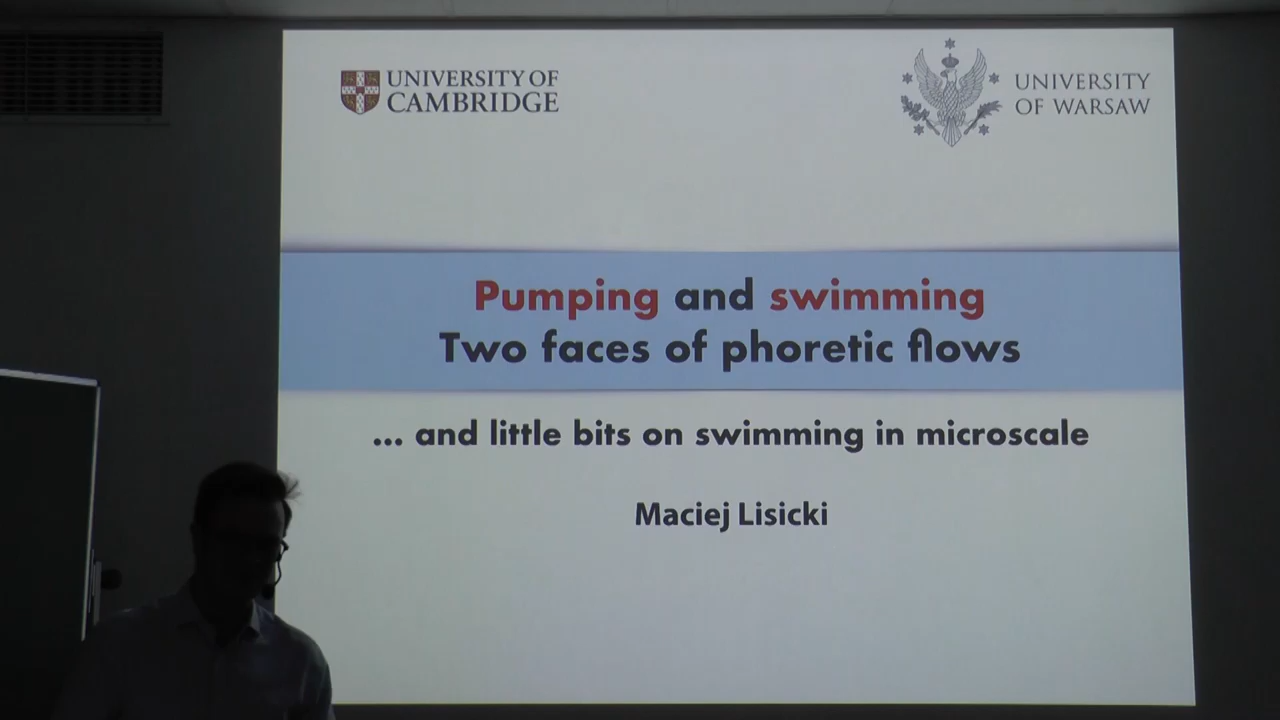 UNIVERSITY OF
CAMBRIDGE
UNIVERSITY
OF WARSAW
Pumping and swimming
Two faces of phoretic flows
... and little bits on swimming in microscale
Maciej Lisicki